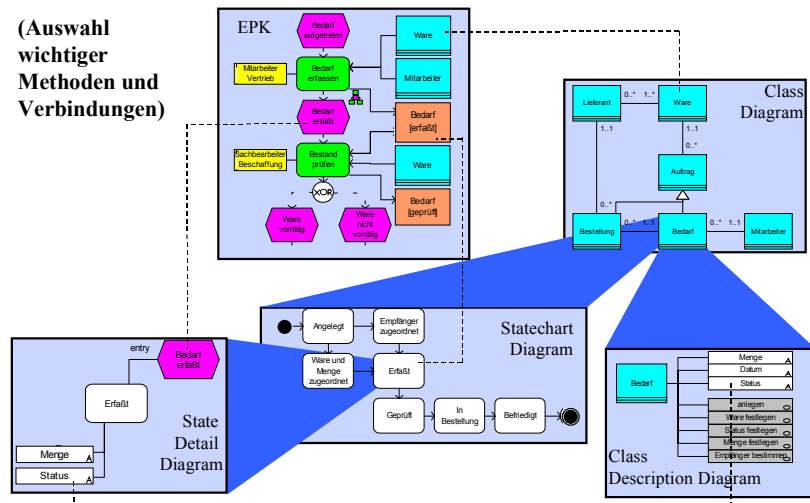 (Auswahl
wichtiger
Methoden und
Verbindungen)
EPK
Bedarf
aufgetreten
Ware
Mitarbeiter
Vertrieb
Bedarf
erfassen
Mitarbeiter
Bedarf
erfaßt
Bedarf
[erfaßt]
Sachbearbeiter
Beschaffung
Bestand
prüfen
Ware
XOR
Bedarf
[geprüft]
Ware
vorrätig
Ware
nicht
vorrätig
Class
Diagram
Lieferant
0..*
1..*
Ware
1..1
1..1
0..*
Auftrag
0..*
Bestellung
0..*
1..1
Bedarf
0..*
1..1
Mitarbeiter
Statechart
Diagram
Angelegt
Empfänger
zugeordnet
Ware und
Menge
zugeordnet
Erfaßt
Geprüft
In
Bestellung
Befriedigt
State
Detail
Diagram
entry
Bedarf
erfaßt
Erfaßt
Menge
Status
Class
Description Diagram
Bedarf
Menge
Datum
Status
anlegen
Ware festlegen
Status festlegen
Menge festlegen
Empfänger bestimmen